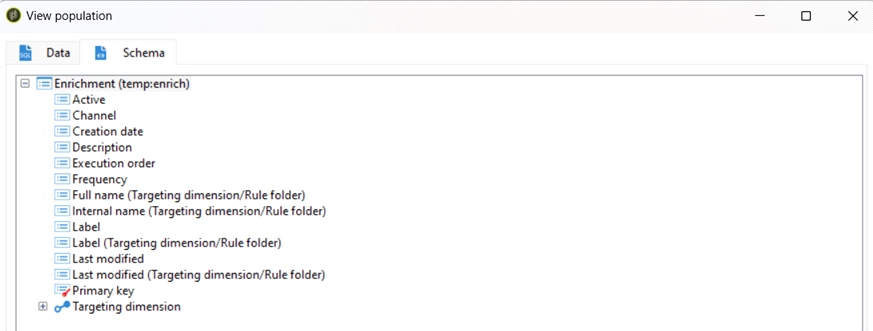 View population
Data
Schema
Enrichment (temp:enrich)
Active
Channel
Creation date
Description
Execution order
Frequency
Full name (Targeting dimension/Rule folder)
Internal name (Targeting dimension/Rule folder)
Label
Label (Targeting dimension/Rule folder)
Last modified
Last modified (Targeting dimension/Rule folder)
Primary key
Targeting dimension